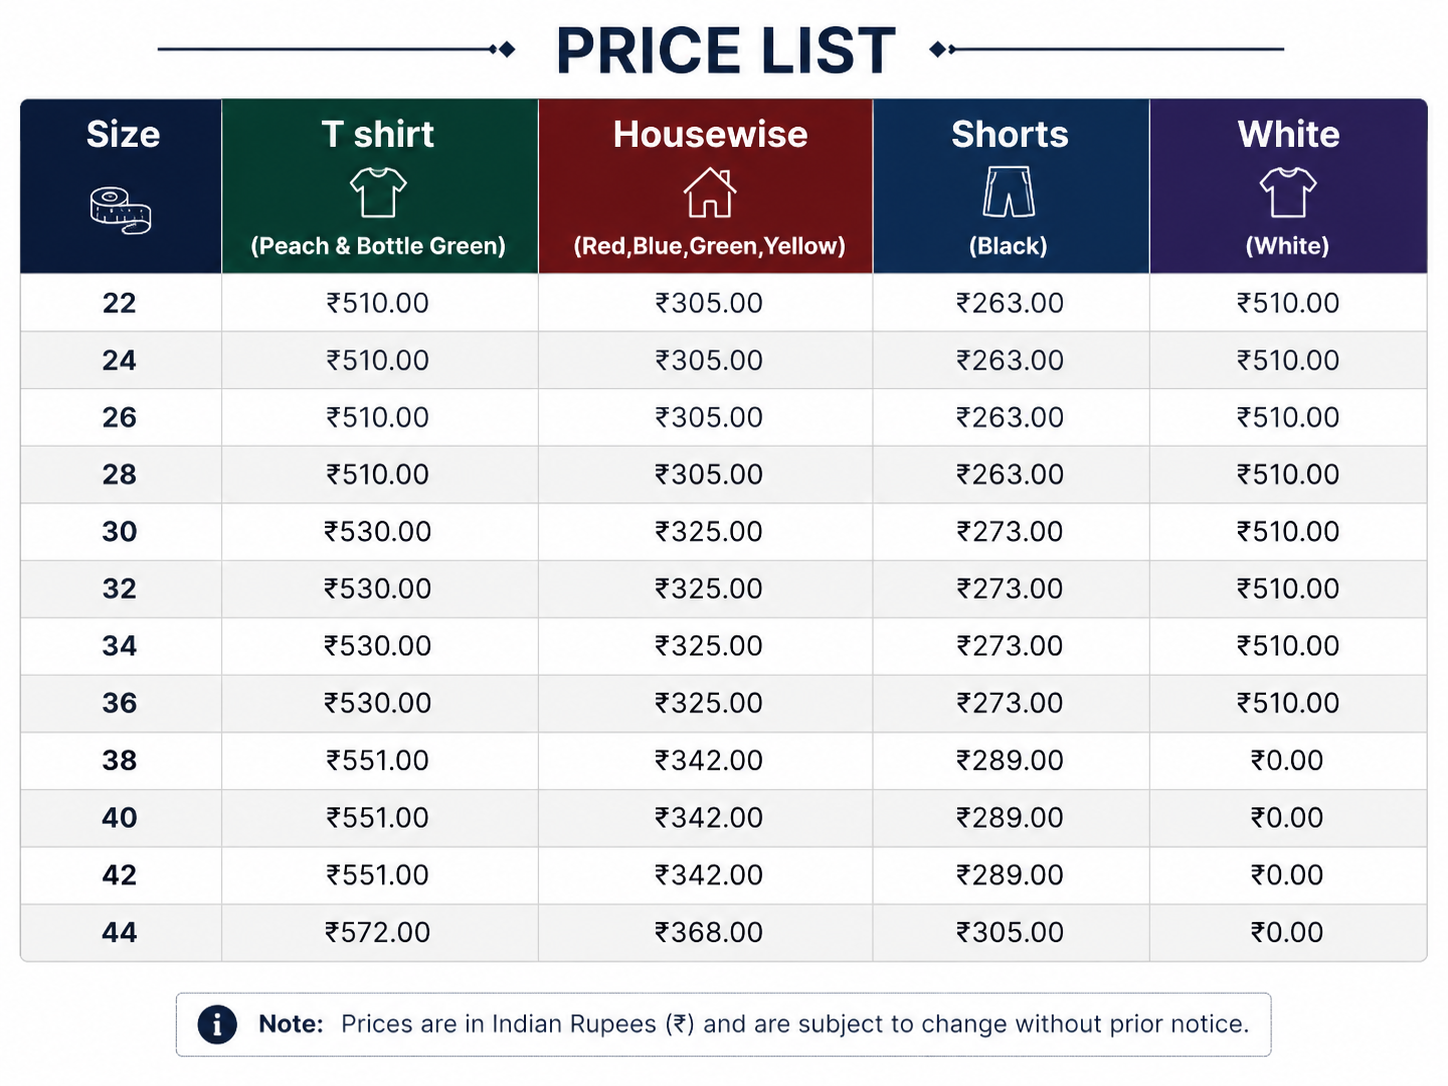 PRICE LIST
Size T shirt Housewise Shorts White
(Peach & Bottle Green) (Red,Blue,Green,Yellow) (Black) (White)
22 ₹510.00 ₹305.00 ₹263.00 ₹510.00
24 ₹510.00 ₹305.00 ₹263.00 ₹510.00
26 ₹510.00 ₹305.00 ₹263.00 ₹510.00
28 ₹510.00 ₹305.00 ₹263.00 ₹510.00
30 ₹530.00 ₹325.00 ₹273.00 ₹510.00
32 ₹530.00 ₹325.00 ₹273.00 ₹510.00
34 ₹530.00 ₹325.00 ₹273.00 ₹510.00
36 ₹530.00 ₹325.00 ₹273.00 ₹510.00
38 ₹551.00 ₹342.00 ₹289.00 ₹0.00
40 ₹551.00 ₹342.00 ₹289.00 ₹0.00
42 ₹551.00 ₹342.00 ₹289.00 ₹0.00
44 ₹572.00 ₹368.00 ₹305.00 ₹0.00
i Note: Prices are in Indian Rupees (₹) and are subject to change without prior notice.